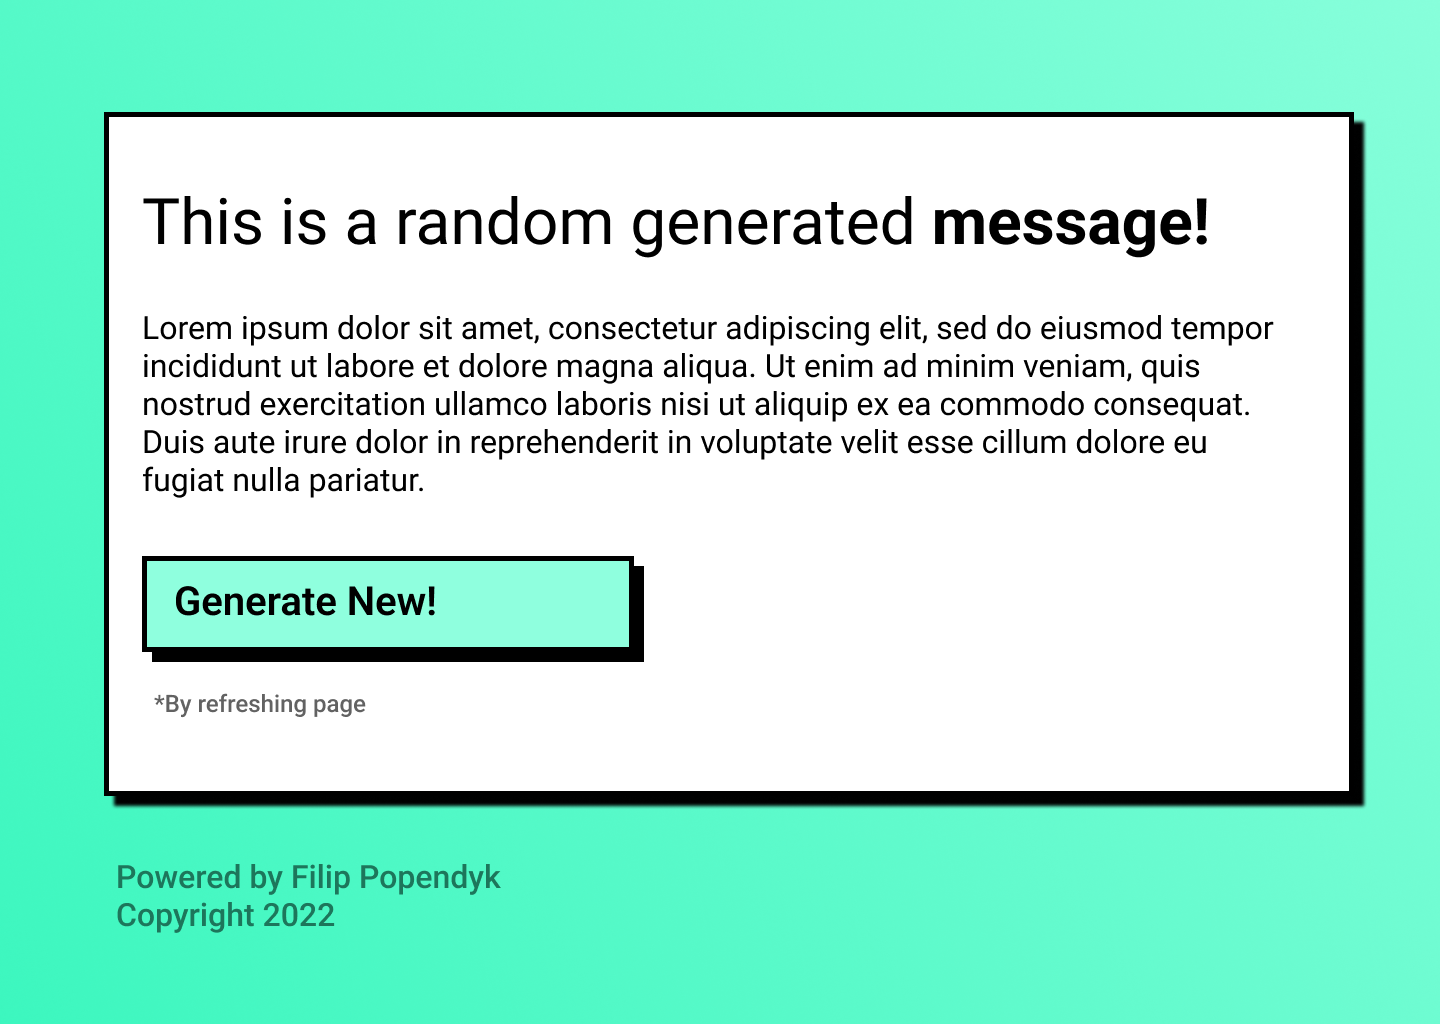 This is a random generated message!
Lorem ipsum dolor sit amet, consectetur adipiscing elit, sed do eiusmod tempor
incididunt ut labore et dolore magna aliqua. Ut enim ad minim veniam, quis
nostrud exercitation ullamco laboris nisi ut aliquip ex ea commodo consequat.
Duis aute irure dolor in reprehenderit in voluptate velit esse cillum dolore eu
fugiat nulla pariatur.
Generate New!
*By refreshing page
Powered by Filip Popendyk
Copyright 2022